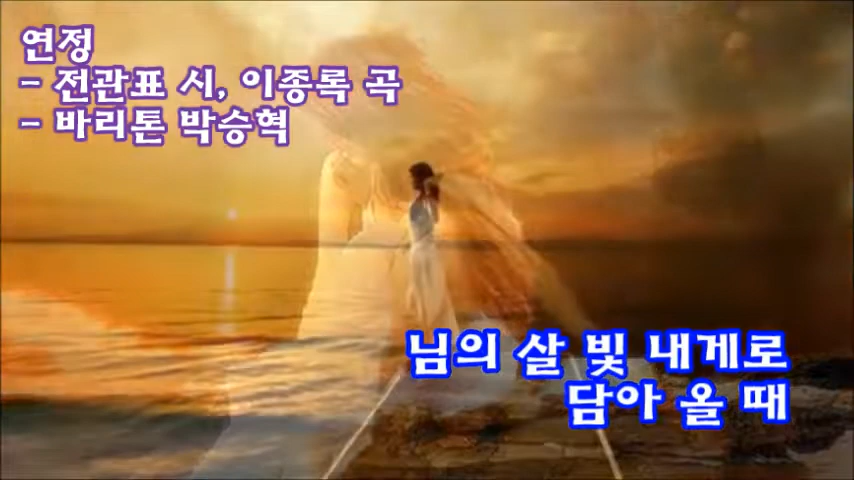 연정
- 전관표 시, 이종록 곡
- 바리톤 박승혁
님의 살 빛 내게로
담아 올 때